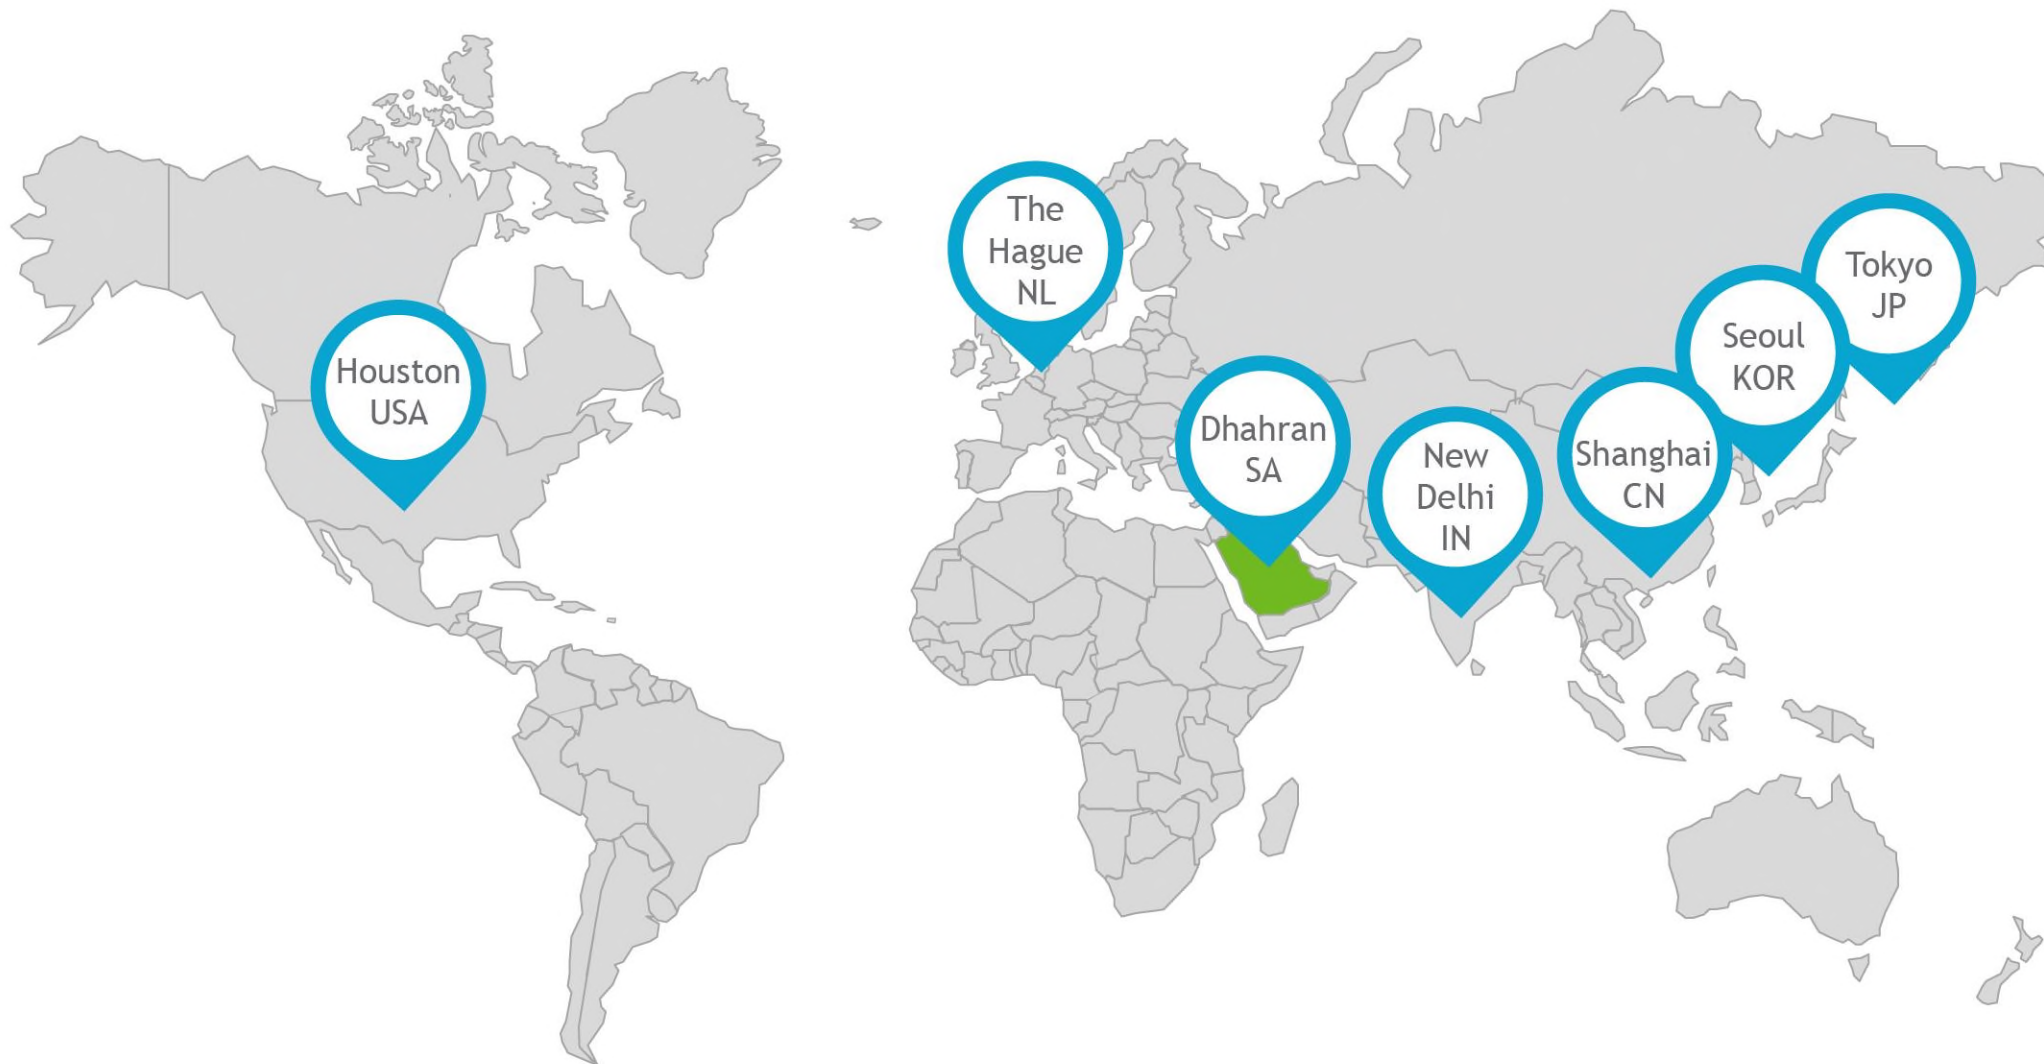 The
Hague
NL
Tokyo
JP
Houston
USA
Seoul
KOR
Dhahran
SA
New
Delhi
IN
Shanghai
CN